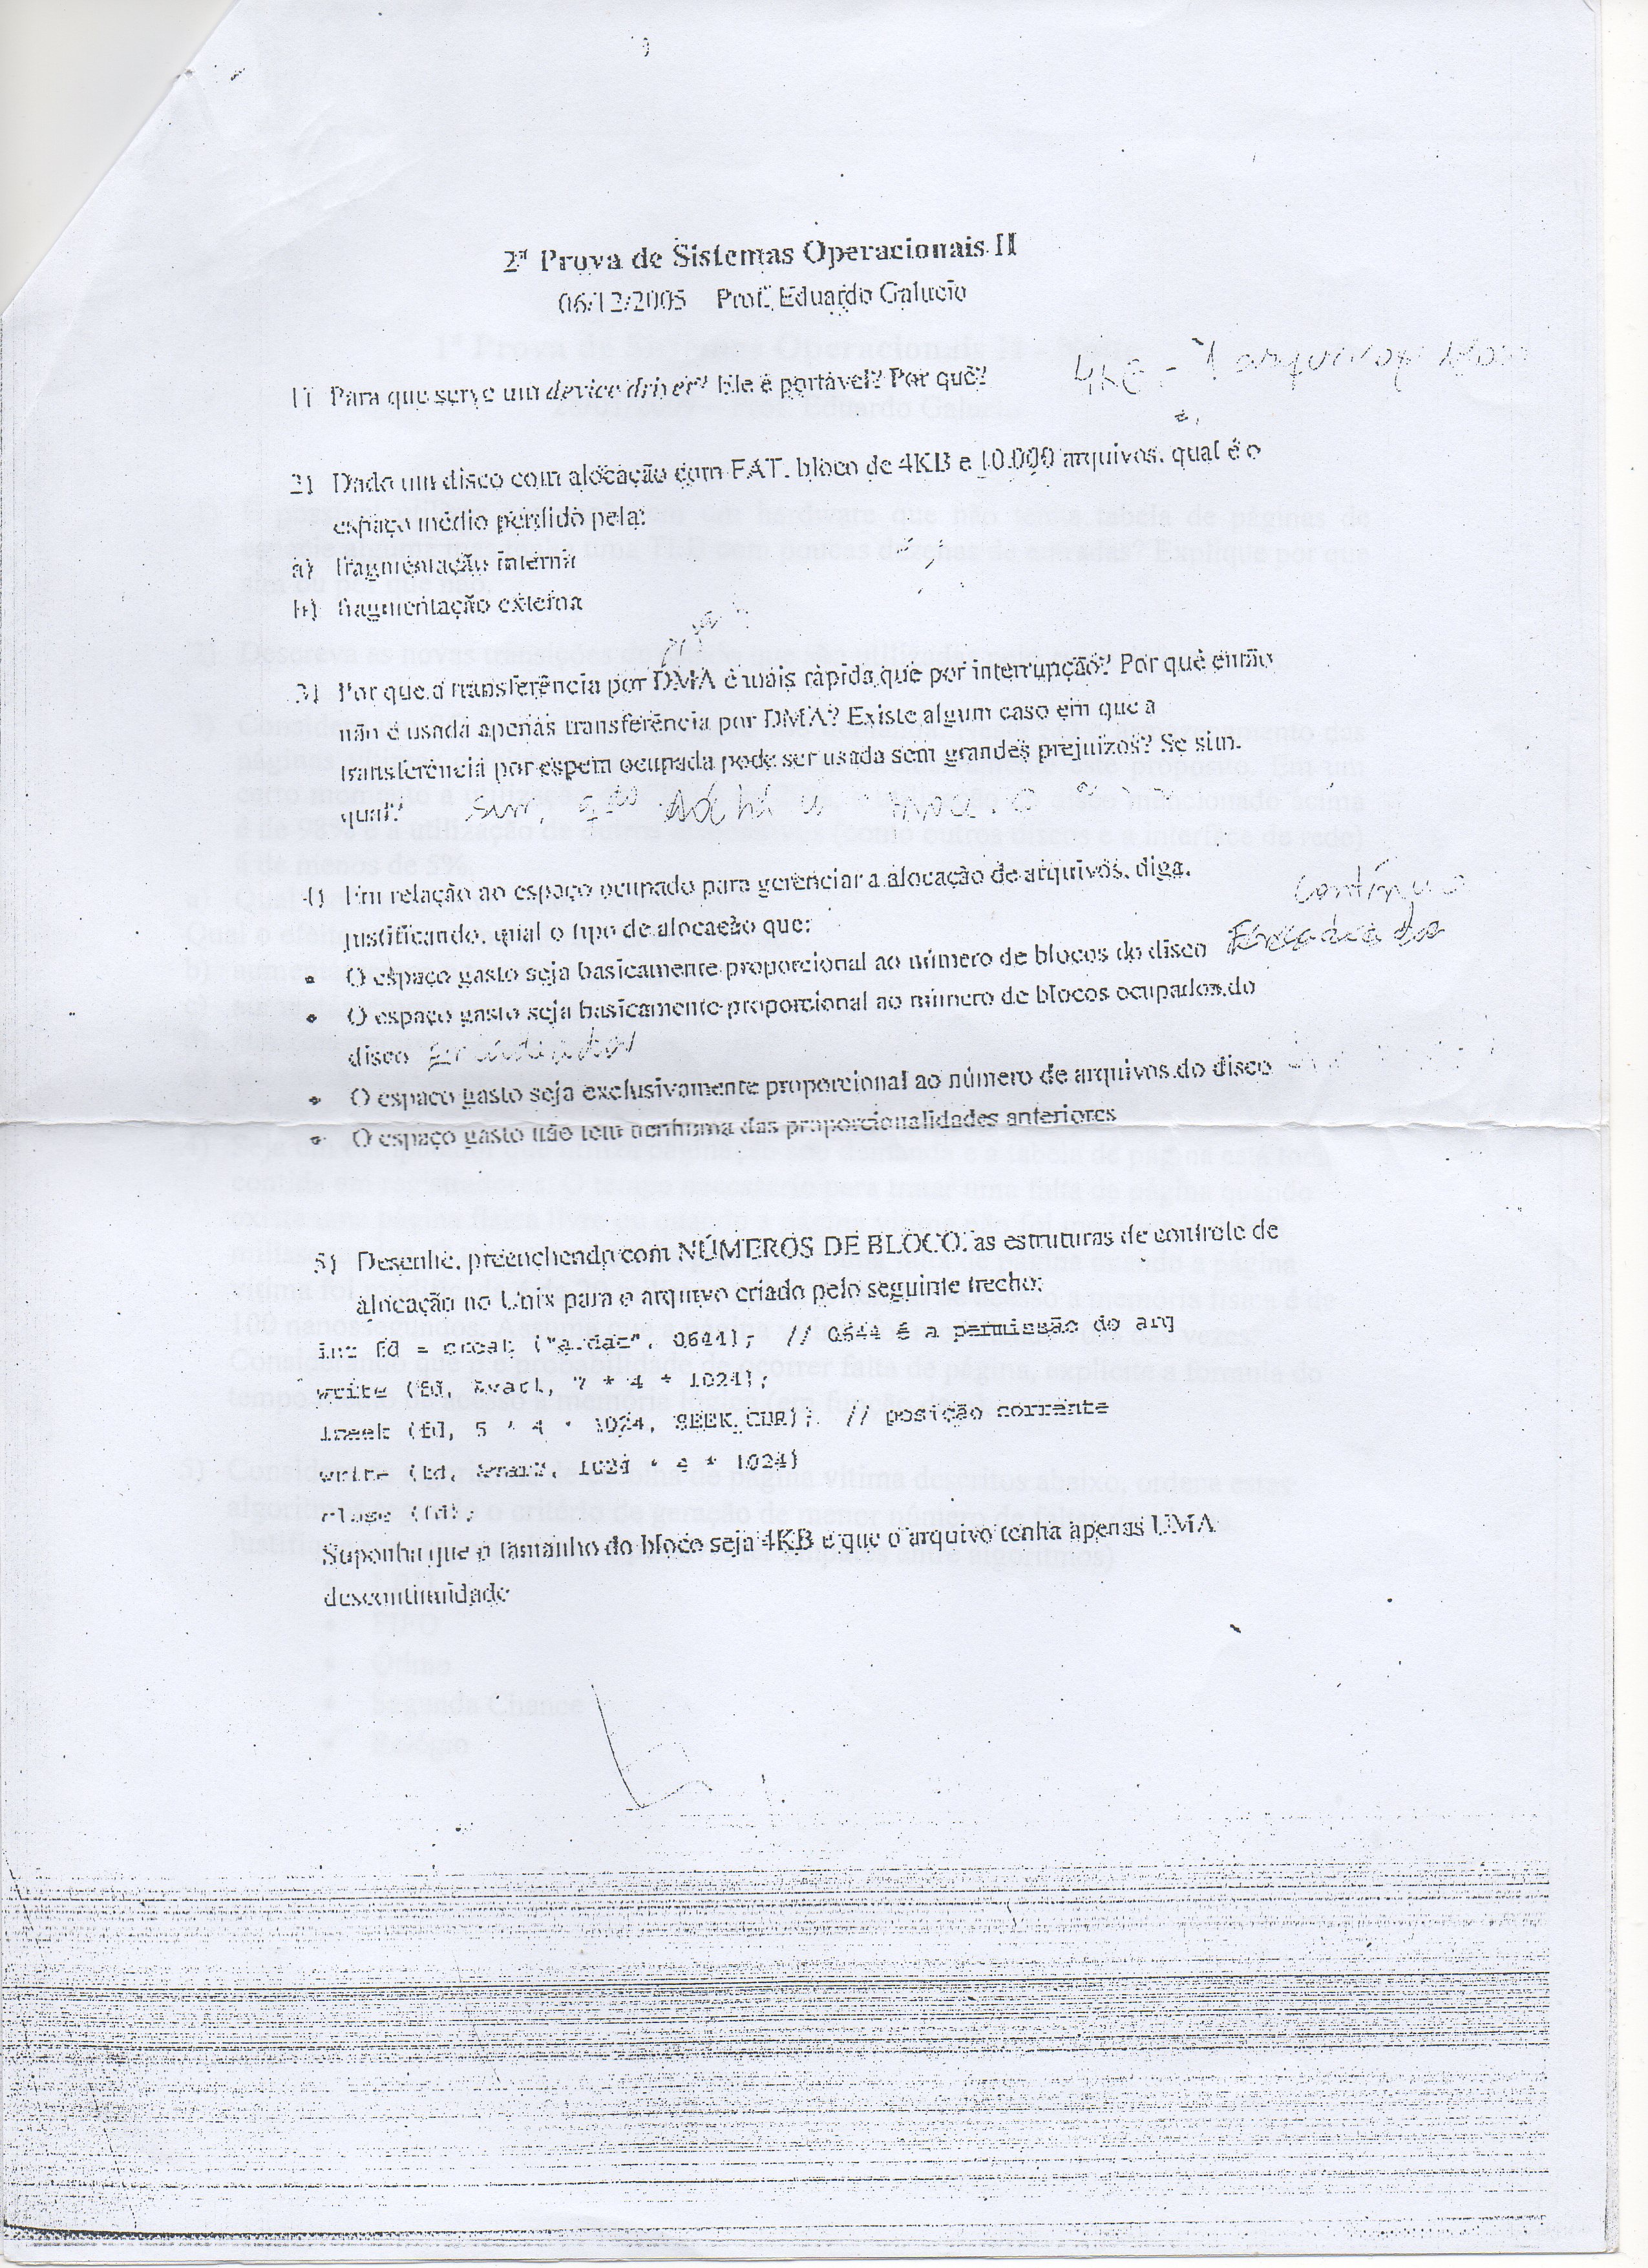 2ª Prova de Sistemas Operacionais II
06/12/2005 Prof. Eduardo Galucio
1) Para que serve um device driver? Ele é portável? Por quê?
4KB - 1 arquivo
2) Dado um disco com alocação com FAT, bloco de 4KB e 10.000 arquivos, qual é o
espaço médio perdido pela:
a) fragmentação interna
b) fragmentação externa
3) Por que a transferência por DMA é mais rápida que por interrupção? Por quê então
não é usada apenas transferência por DMA? Existe algum caso em que a
transferência por espera ocupada pode ser usada sem grandes prejuízos? Se sim,
qual? sim, não há
4) Em relação ao espaço ocupado para gerenciar a alocação de arquivos, diga,
contínua
justificando, qual o tipo de alocação que:
• O espaço gasto seja basicamente proporcional ao número de blocos do disco
• O espaço gasto seja basicamente proporcional ao número de blocos ocupados do
disco
• O espaço gasto seja exclusivamente proporcional ao número de arquivos do disco
• O espaço gasto não tem nenhuma das proporcionalidades anteriores
5) Desenhe, preenchendo com NÚMEROS DE BLOCO, as estruturas de controle de
alocação no Unix para o arquivo criado pelo seguinte trecho:
int fd = creat ("a.dat", 0644); // 0644 é a permissão do arq
write (fd, &var1, 7 * 4 * 1024);
lseek (fd, 5 * 4 * 1024, SEEK_CUR); // posição corrente
write (fd, &var2, 1024 * 4 * 1024)
close (fd);
Suponha que o tamanho do bloco seja 4KB e que o arquivo tenha apenas UMA
descontinuidade